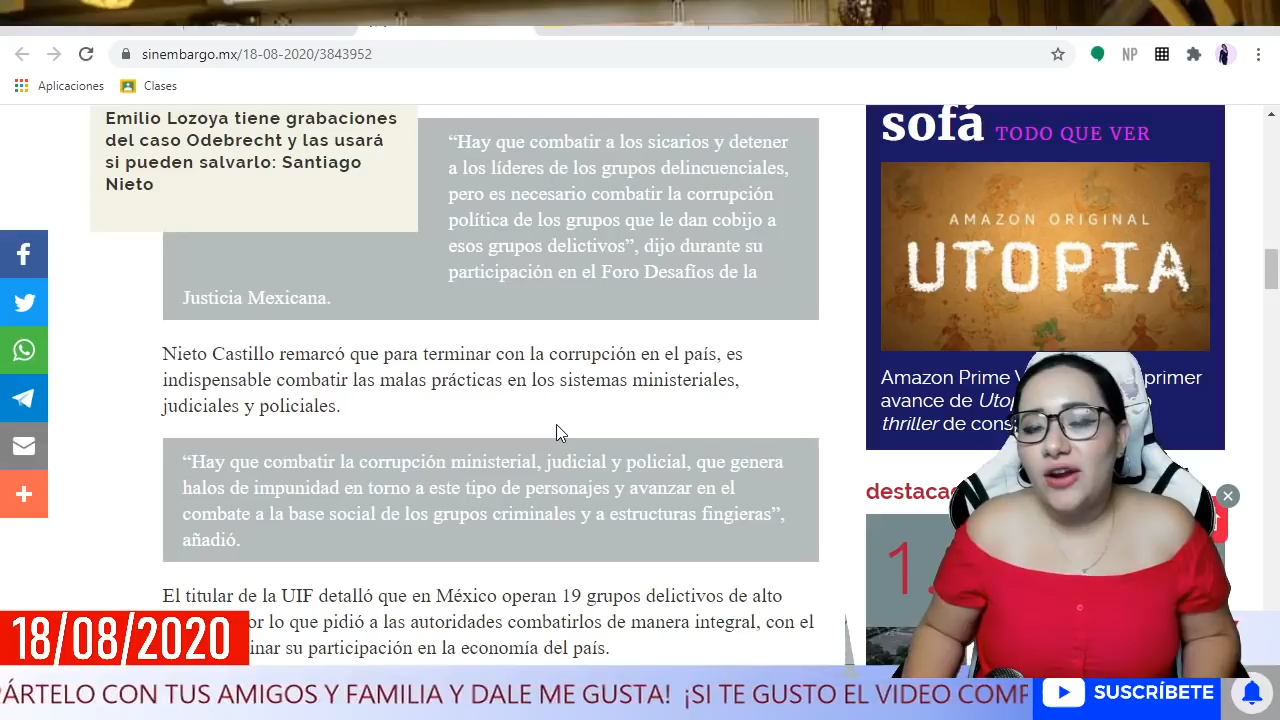 sinembargo.mx/18-08-2020/3843952
NP
Aplicaciones
Clases
Emilio Lozoya tiene grabaciones
del caso Odebrecht y las usará
si pueden salvarlo: Santiago
Nieto
“Hay que combatir a los sicarios y detener
a los líderes de los grupos delincuenciales,
pero es necesario combatir la corrupción
política de los grupos que le dan cobijo a
esos grupos delictivos”, dijo durante su
participación en el Foro Desafíos de la
Justicia Mexicana.
Nieto Castillo remarcó que para terminar con la corrupción en el país, es
indispensable combatir las malas prácticas en los sistemas ministeriales,
judiciales y policiales.
“Hay que combatir la corrupción ministerial, judicial y policial, que genera
halos de impunidad en torno a este tipo de personajes y avanzar en el
combate a la base social de los grupos criminales y a estructuras fingieras”,
añadió.
El titular de la UIF detalló que en México operan 19 grupos delictivos de alto
lo que pidió a las autoridades combatirlos de manera integral, con el
su participación en la economía del país.
sofá TODO QUE VER
AMAZON ORIGINAL
UTOPIA
Amazon Prime primer
avance de
thriller de
1.
18/08/2020
CON TUS AMIGOS Y FAMILIA Y DALE ME GUSTA! ¡SI TE GUSTO EL VIDEO
SUSCRÍBETE